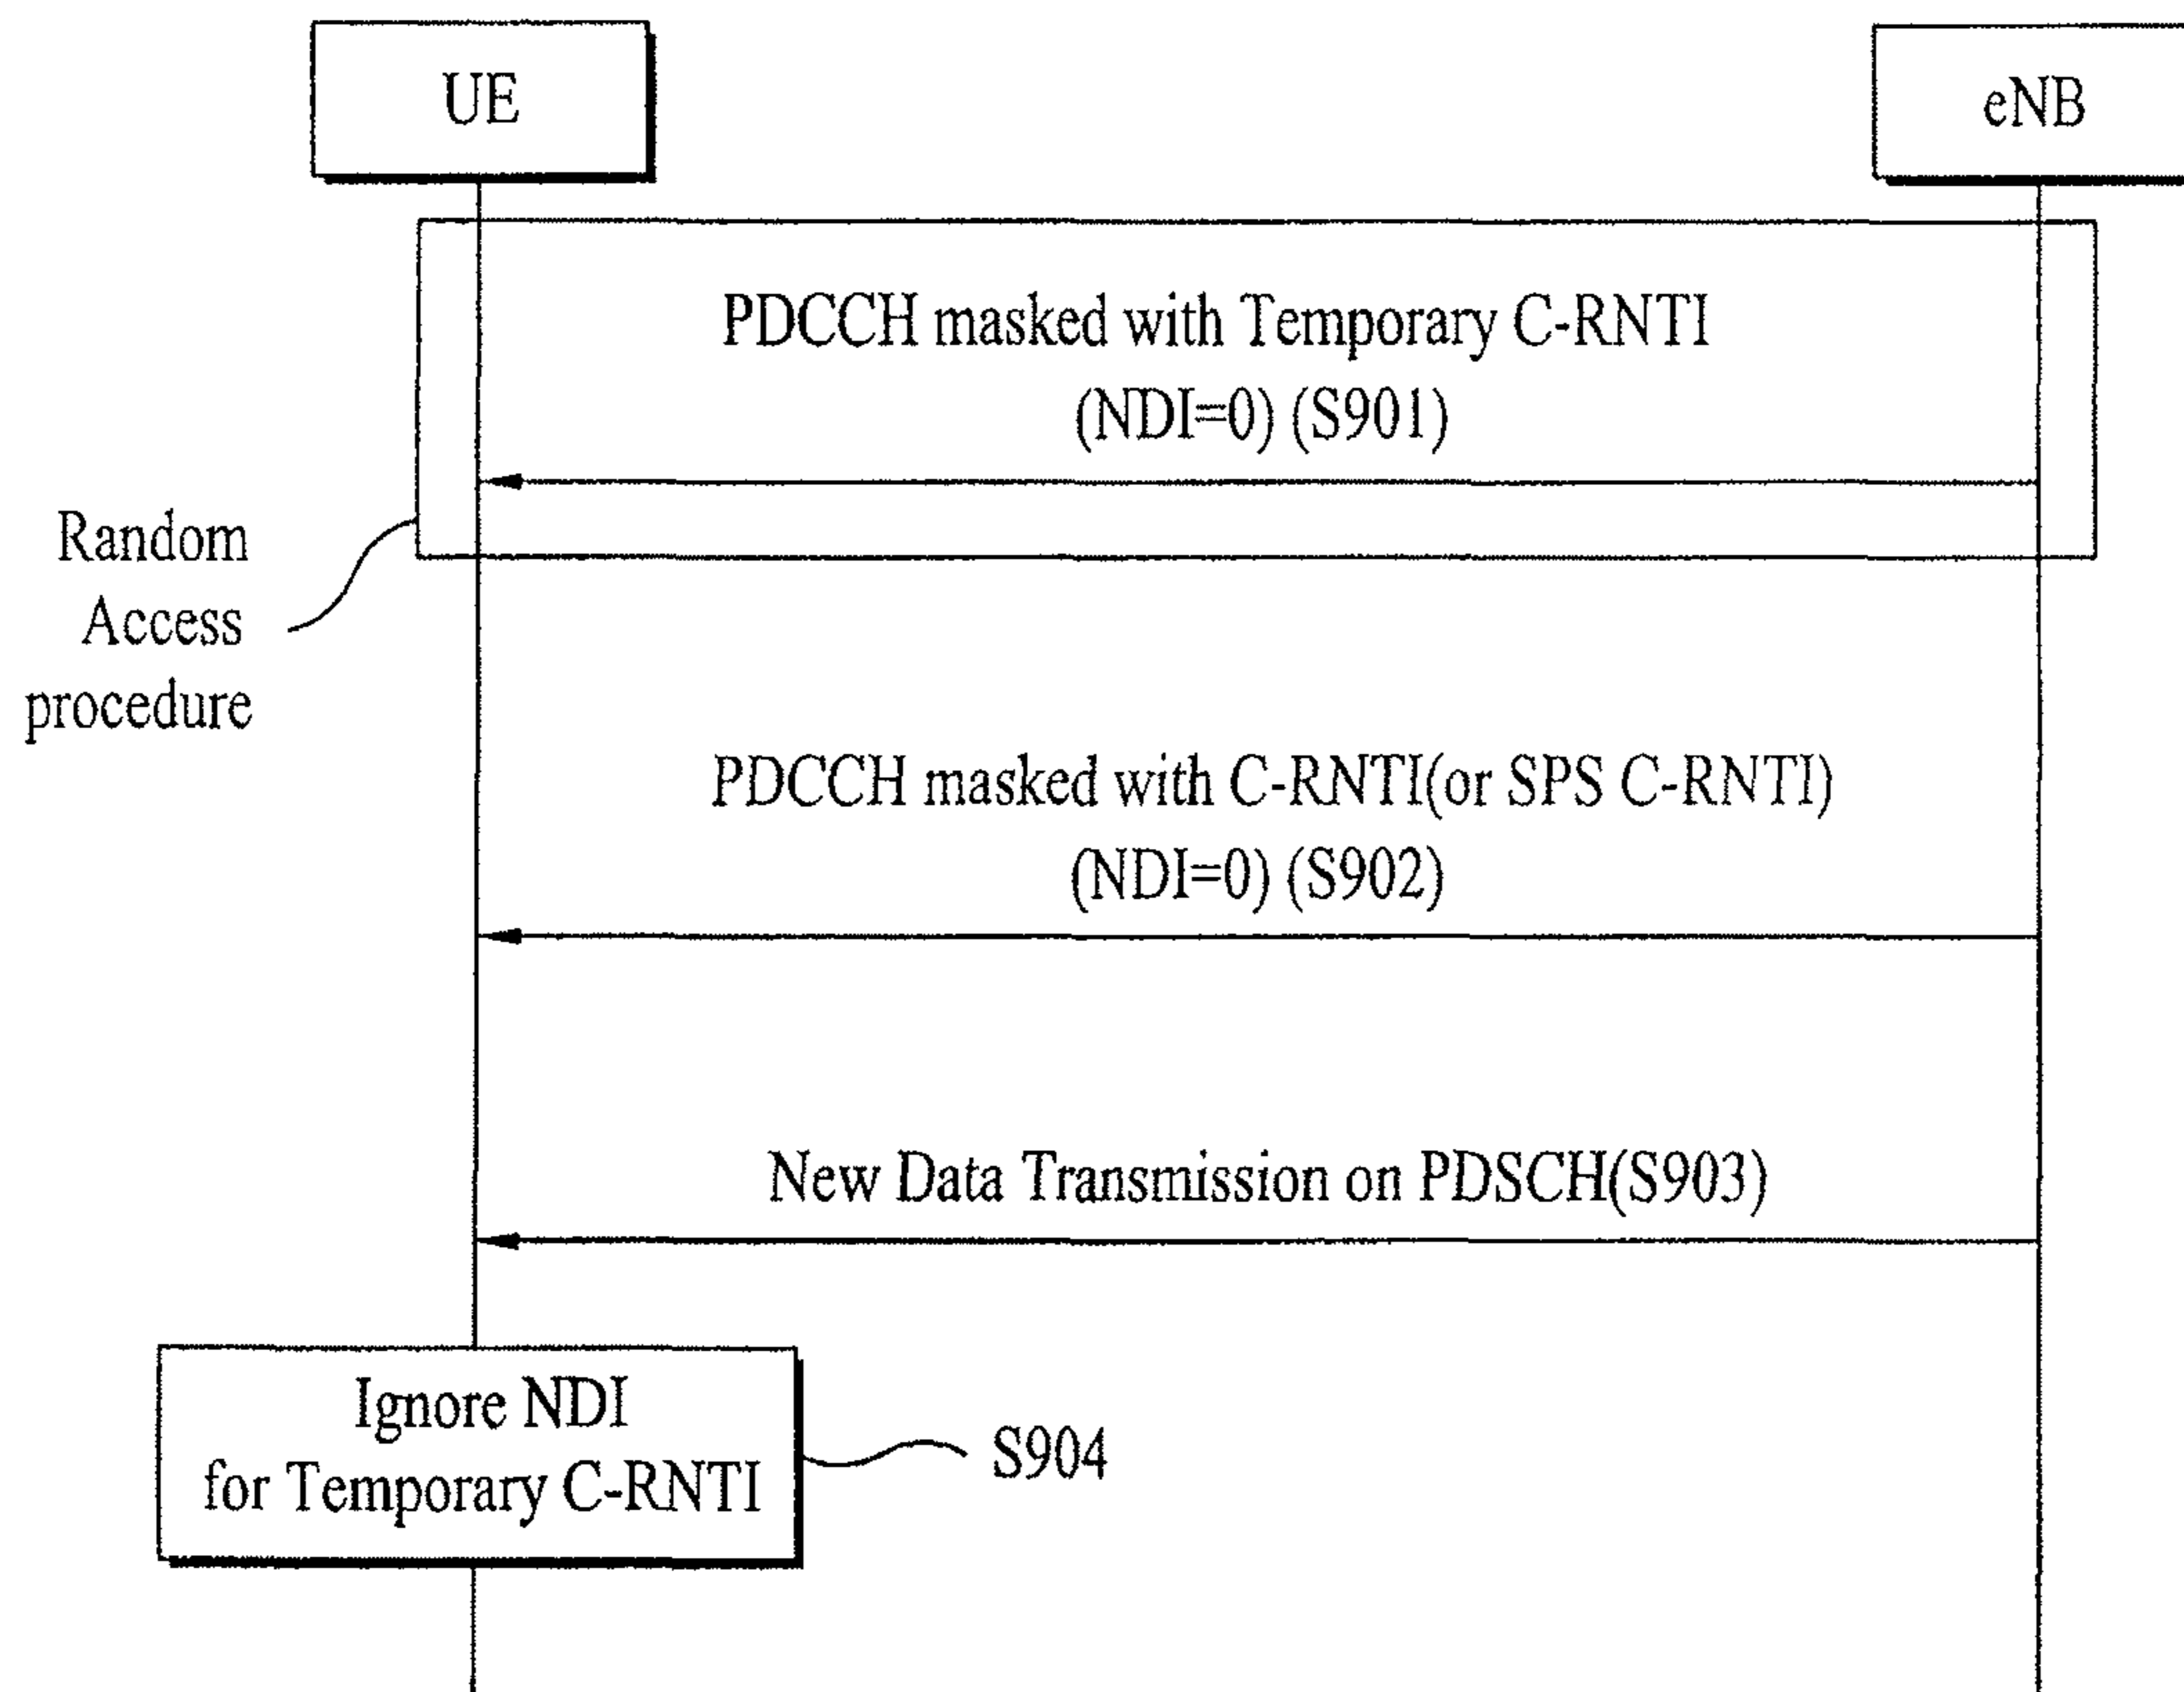 UE
eNB
PDCCH masked with Temporary C-RNTI
(NDI=0) (S901)
Random
Access
procedure
PDCCH masked with C-RNTI(or SPS C-RNTI)
(NDI=0) (S902)
New Data Transmission on PDSCH(S903)
Ignore NDI
for Temporary C-RNTI
S904